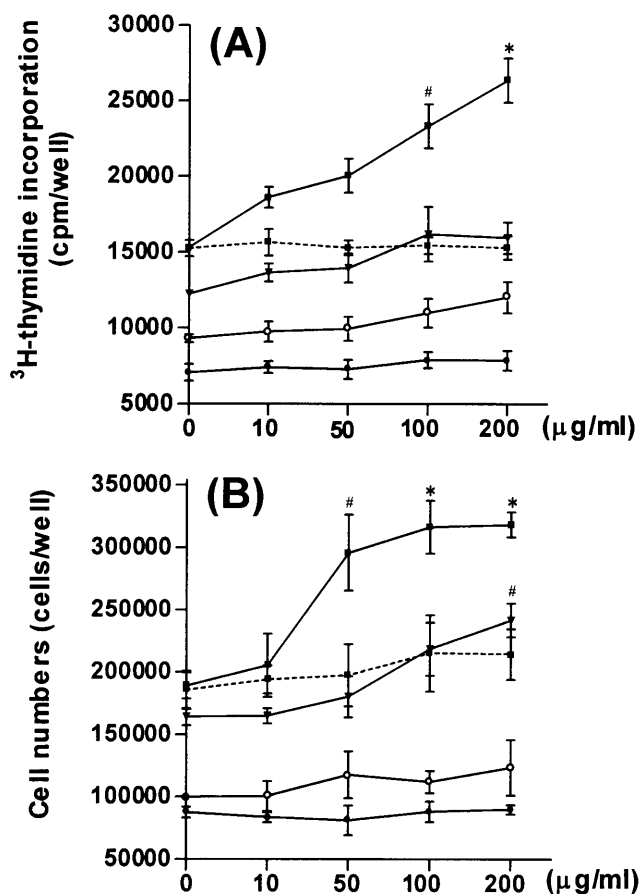 (A)
³H-thymidine incorporation
(cpm/well)
30000
25000
20000
15000
10000
5000
#
*
0 10 50 100 200 (μg/ml)
(B)
Cell numbers (cells/well)
350000
300000
250000
200000
150000
100000
50000
# * *
#
0 10 50 100 200 (μg/ml)